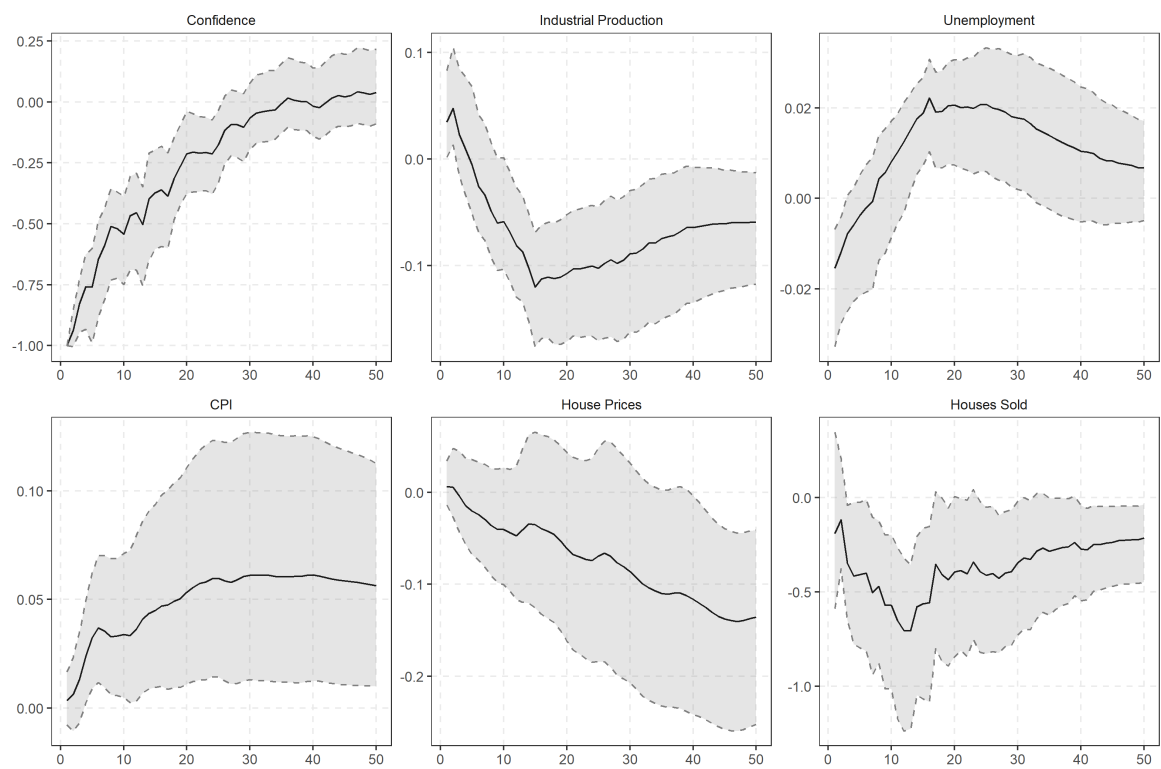 Confidence
Industrial Production
Unemployment
0.25
0.00
-0.25
-0.50
-0.75
-1.00
0 10 20 30 40 50
0.1
0.0
-0.1
0 10 20 30 40 50
0.02
0.00
-0.02
0 10 20 30 40 50
CPI
House Prices
Houses Sold
0.10
0.05
0.00
0 10 20 30 40 50
0.0
-0.1
-0.2
0 10 20 30 40 50
0.0
-0.5
-1.0
0 10 20 30 40 50